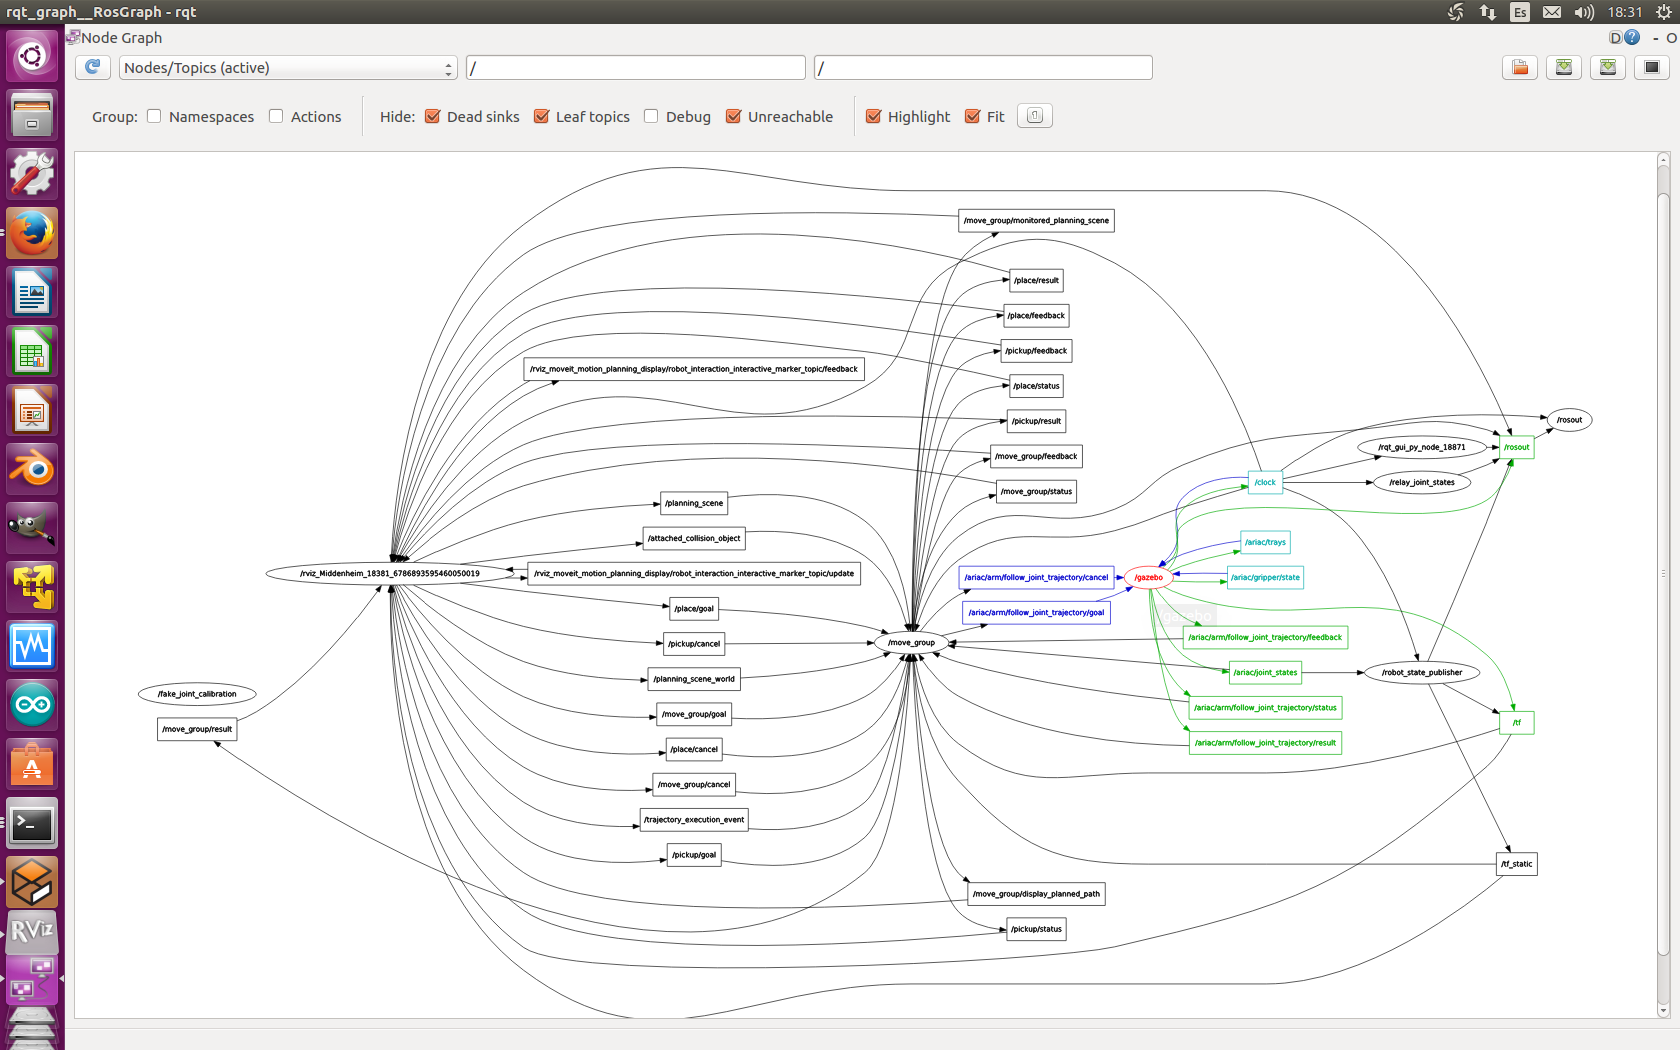 rqt_graph__RosGraph - rqt
Es
18:31
Node Graph
D
?
-
O
Nodes/Topics (active)
/
/
Group:
Namespaces
Actions
Hide:
Dead sinks
Leaf topics
Debug
Unreachable
Highlight
Fit
/move_group/monitored_planning_scene
/place/result
/place/feedback
/pickup/feedback
/rviz_moveit_motion_planning_display/robot_interaction_interactive_marker_topic/feedback
/place/status
/pickup/result
/rosout
/rqt_gui_py_node_18871
/rosout
/move_group/feedback
/clock
/relay_joint_states
/move_group/status
/planning_scene
/attached_collision_object
/ariac/trays
/rviz_Middenheim_18381_6786893595460050019
/rviz_moveit_motion_planning_display/robot_interaction_interactive_marker_topic/update
/ariac/arm/follow_joint_trajectory/cancel
/gazebo
/ariac/gripper/state
/place/goal
/ariac/arm/follow_joint_trajectory/goal
/gazebo
/ariac/arm/follow_joint_trajectory/feedback
/pickup/cancel
/move_group
/ariac/joint_states
/robot_state_publisher
/planning_scene_world
/fake_joint_calibration
/ariac/arm/follow_joint_trajectory/status
/move_group/goal
/tf
/move_group/result
/ariac/arm/follow_joint_trajectory/result
/place/cancel
/move_group/cancel
/trajectory_execution_event
/pickup/goal
/tf_static
/move_group/display_planned_path
/pickup/status
RViz